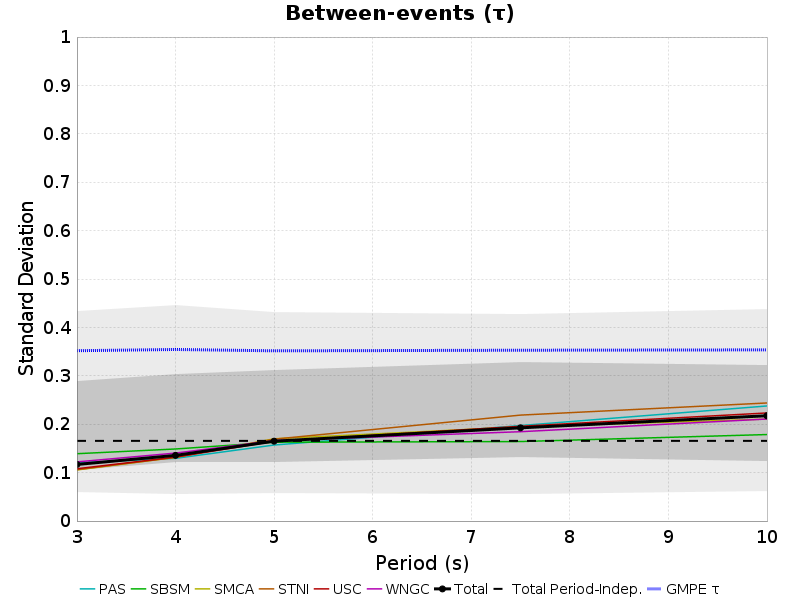 Between-events (τ)
Standard Deviation
1
0.9
0.8
0.7
0.6
0.5
0.4
0.3
0.2
0.1
0
3 4 5 6 7 8 9 10
Period (s)
PAS SBSM SMCA STNI USC WNGC Total Total Period-Indep. GMPE τ